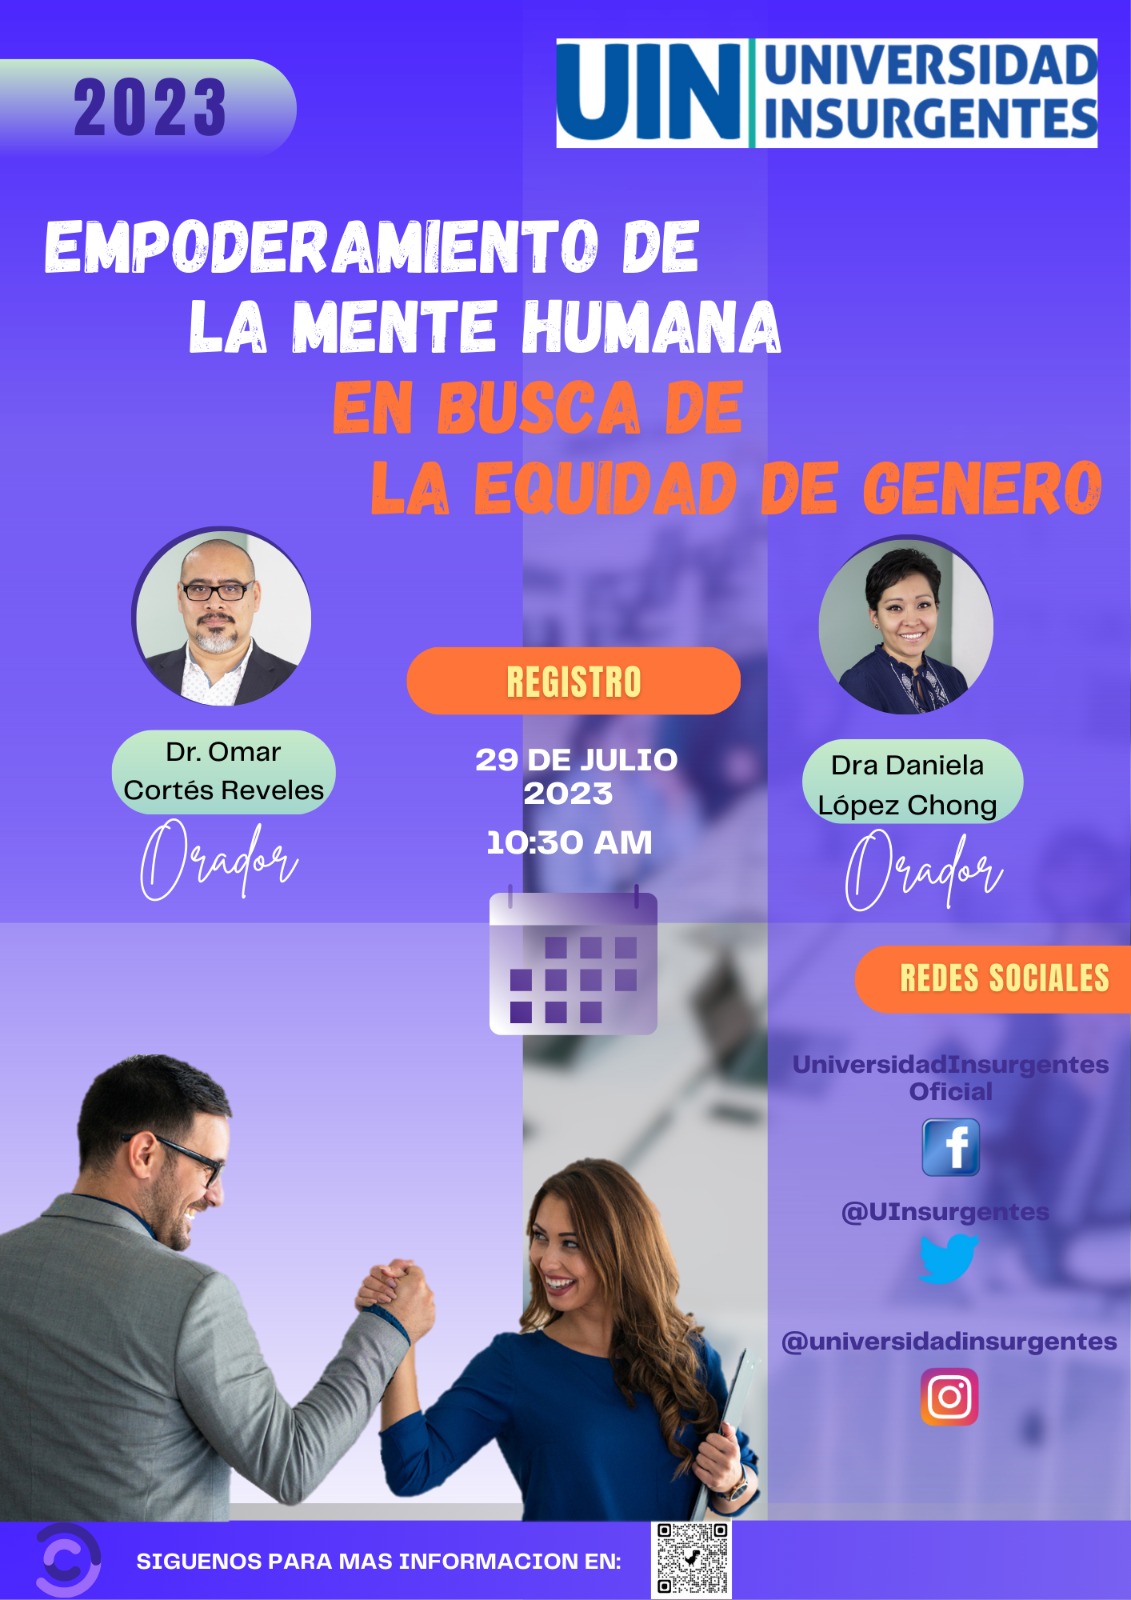 2023
UIN UNIVERSIDAD
INSURGENTES
EMPODERAMIENTO DE
LA MENTE HUMANA
EN BUSCA DE
LA EQUIDAD DE GENERO
REGISTRO
29 DE JULIO
2023
10:30 AM
Dr. Omar
Cortés Reveles
Orador
Dra Daniela
López Chong
Orador
REDES SOCIALES
UniversidadInsurgentes
Oficial
f
@UInsurgentes
@universidadinsurgentes
SIGUENOS PARA MAS INFORMACION EN: